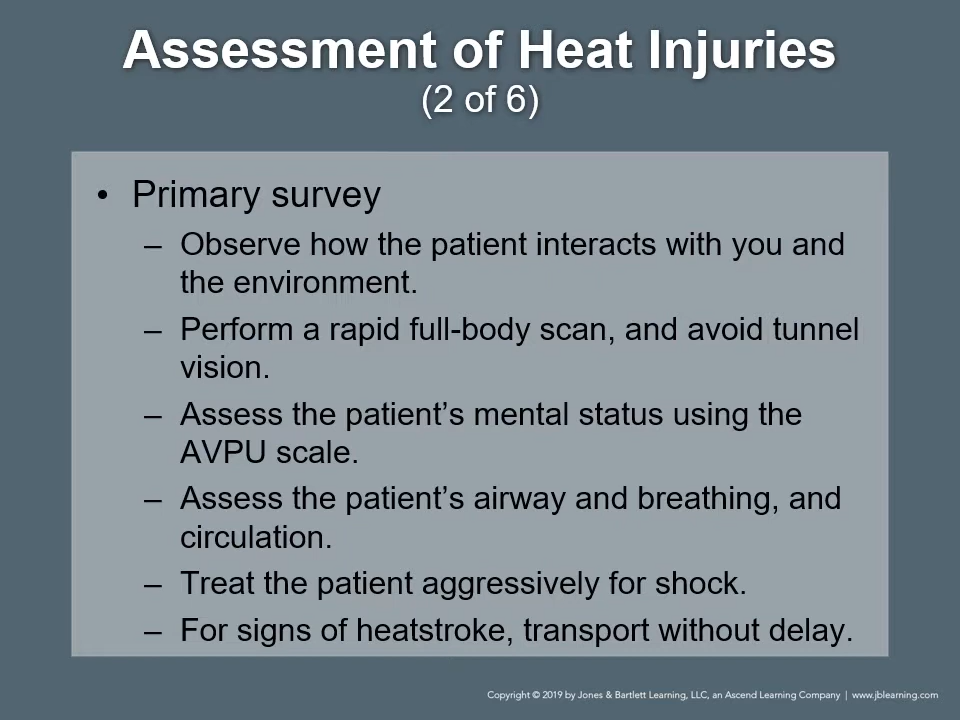 Assessment of Heat Injuries
(2 of 6)
• Primary survey
– Observe how the patient interacts with you and
the environment.
– Perform a rapid full-body scan, and avoid tunnel
vision.
– Assess the patient’s mental status using the
AVPU scale.
– Assess the patient’s airway and breathing, and
circulation.
– Treat the patient aggressively for shock.
– For signs of heatstroke, transport without delay.
Copyright © 2019 by Jones & Bartlett Learning, LLC, an Ascend Learning Company | www.jblearning.com